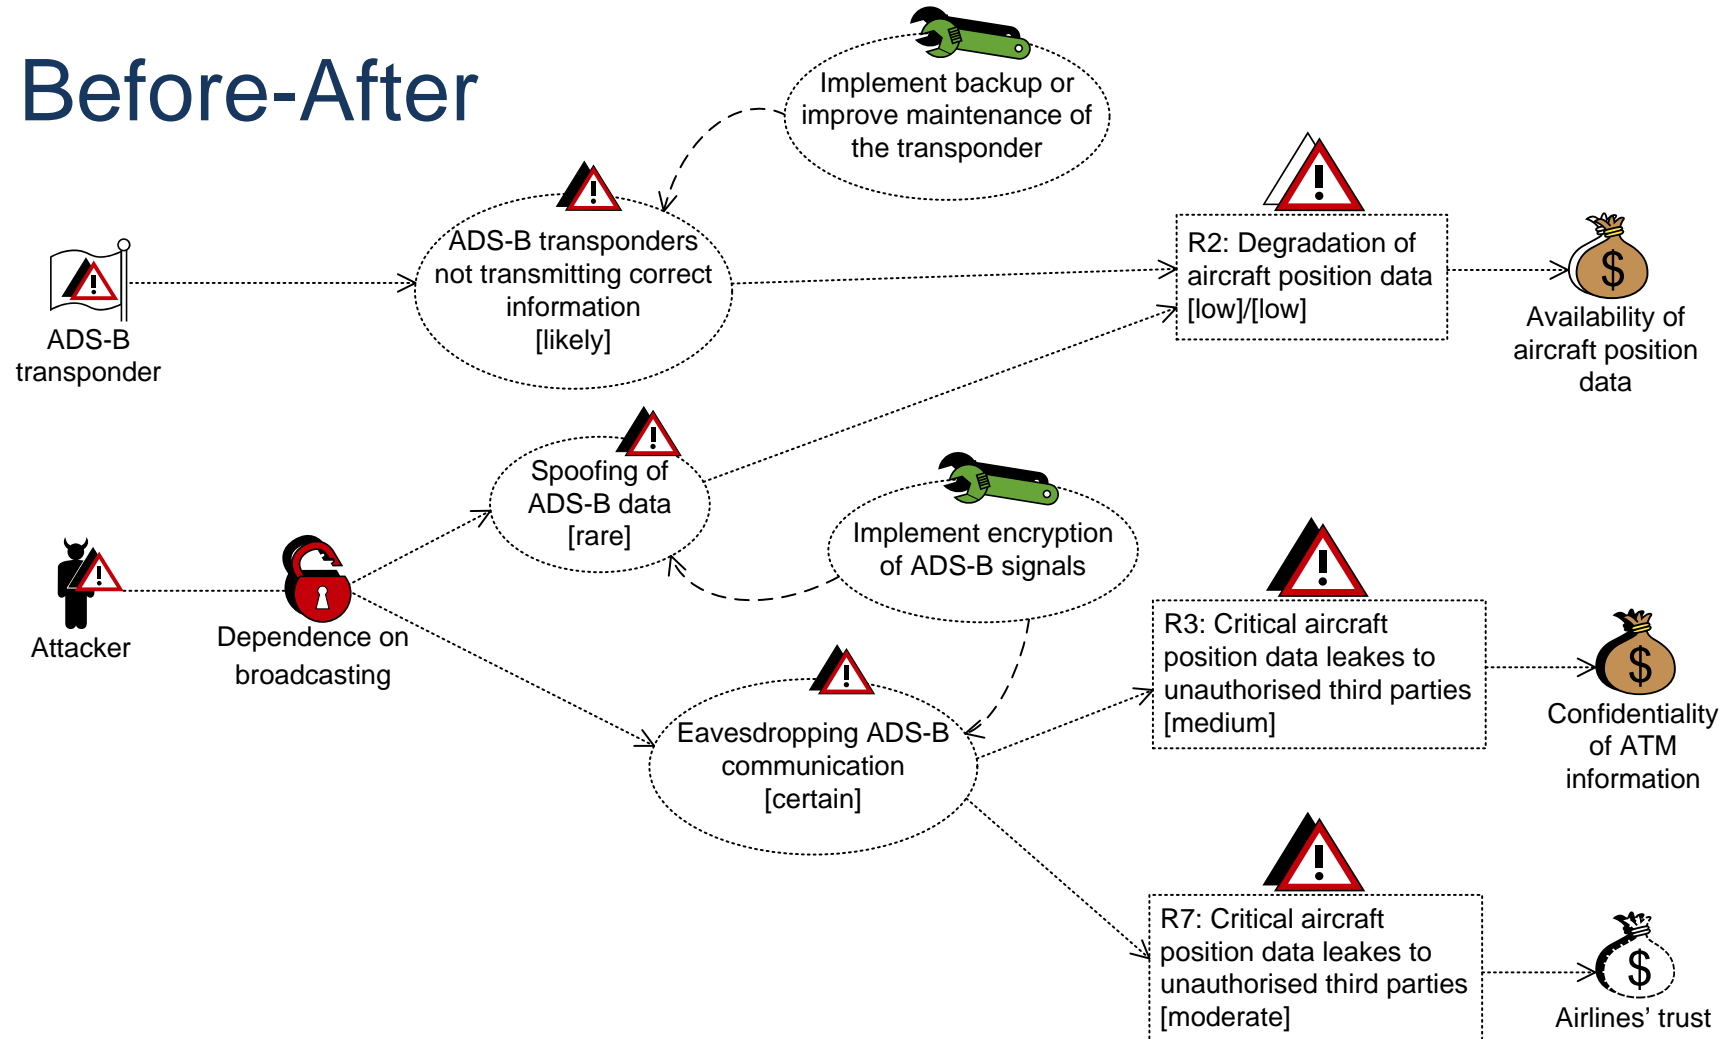 Before-After
Implement backup or
improve maintenance of
the transponder
ADS-B transponders
not transmitting correct
information
[likely]
R2: Degradation of
aircraft position data
[low]/[low]
$
Availability of
aircraft position
data
ADS-B
transponder
Spoofing of
ADS-B data
[rare]
Implement encryption
of ADS-B signals
Attacker
Dependence on
broadcasting
R3: Critical aircraft
position data leakes to
unauthorised third parties
[medium]
$
Confidentiality
of ATM
information
Eavesdropping ADS-B
communication
[certain]
R7: Critical aircraft
position data leakes to
unauthorised third parties
[moderate]
$
Airlines’ trust